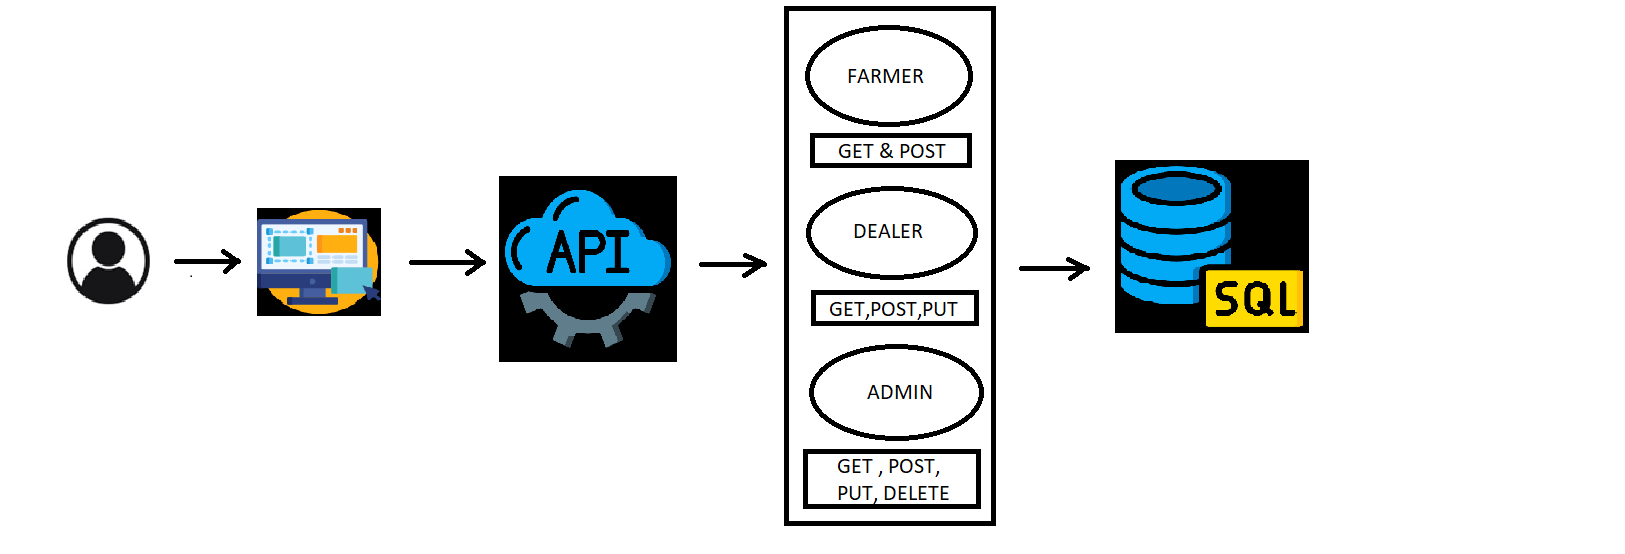 API
FARMER
GET & POST
DEALER
GET,POST,PUT
ADMIN
GET , POST,
PUT, DELETE
SQL